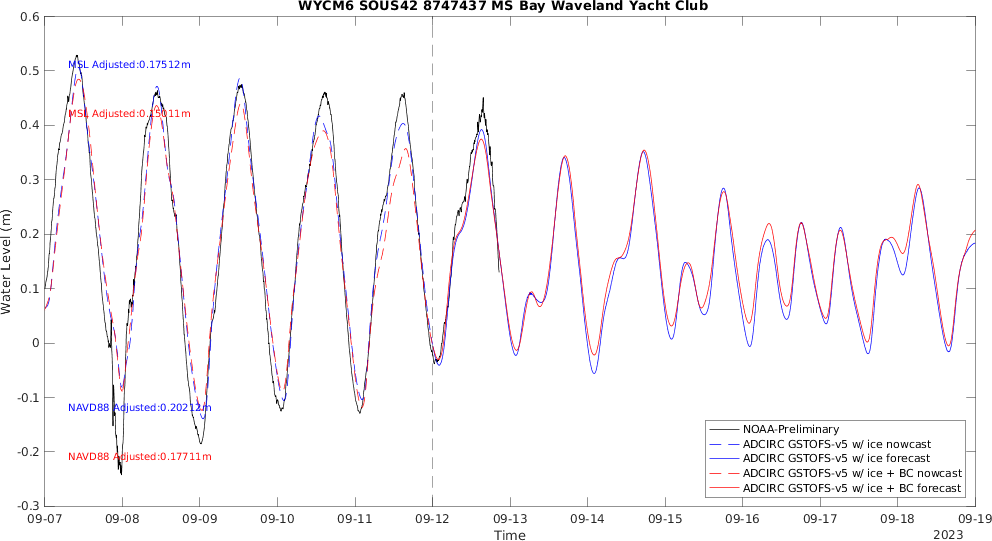 WYCM6 SOUS42 8747437 MS Bay Waveland Yacht Club
0.6
0.5
0.4
0.3
0.2
0.1
0
-0.1
-0.2
-0.3
Water Level (m)
MSL Adjusted:0.17512m
MSL Adjusted:0.15011m
NAVD88 Adjusted:0.20212m
NAVD88 Adjusted:0.17711m
NOAA-Preliminary
ADCIRC GSTOFS-v5 w/ ice nowcast
ADCIRC GSTOFS-v5 w/ ice forecast
ADCIRC GSTOFS-v5 w/ ice + BC nowcast
ADCIRC GSTOFS-v5 w/ ice + BC forecast
09-07 09-08 09-09 09-10 09-11 09-12 09-13 09-14 09-15 09-16 09-17 09-18 09-19
Time
2023